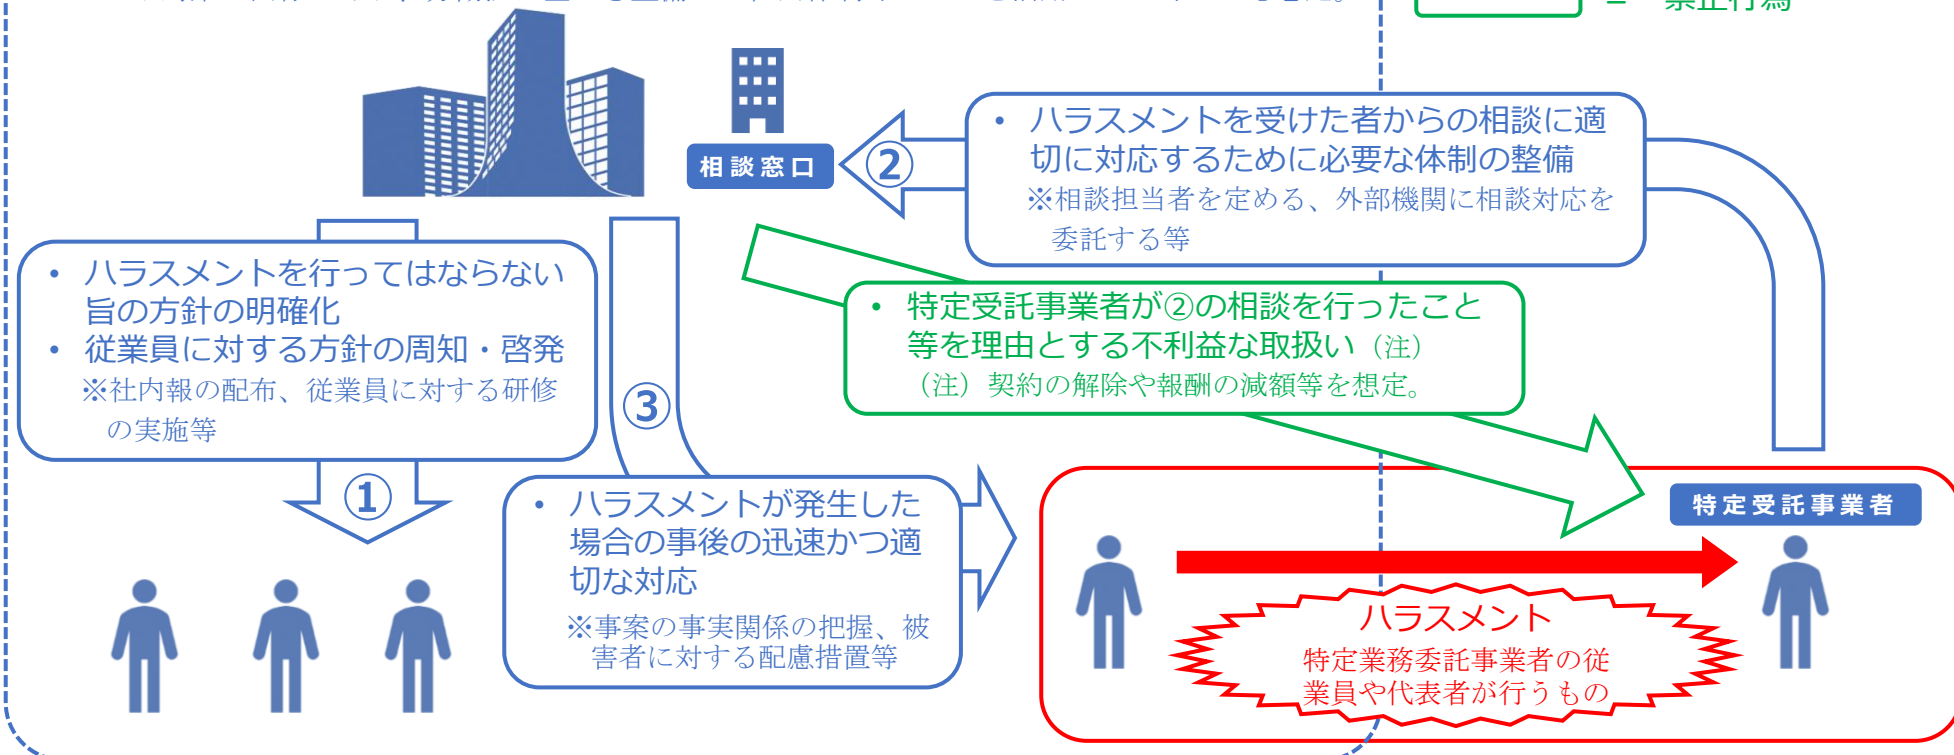 = 禁止行為
相談窓口
②
• ハラスメントを受けた者からの相談に適
切に対応するために必要な体制の整備
※相談担当者を定める、外部機関に相談対応を
委託する等
• ハラスメントを行ってはならない
旨の方針の明確化
• 従業員に対する方針の周知・啓発
※社内報の配布、従業員に対する研修
の実施等
①
• 特定受託事業者が②の相談を行ったこと
等を理由とする不利益な取扱い（注）
（注）契約の解除や報酬の減額等を想定。
③
• ハラスメントが発生した
場合の事後の迅速かつ適
切な対応
※事案の事実関係の把握、被
害者に対する配慮措置等
特定受託事業者
ハラスメント
特定業務委託事業者の従
業員や代表者が行うもの